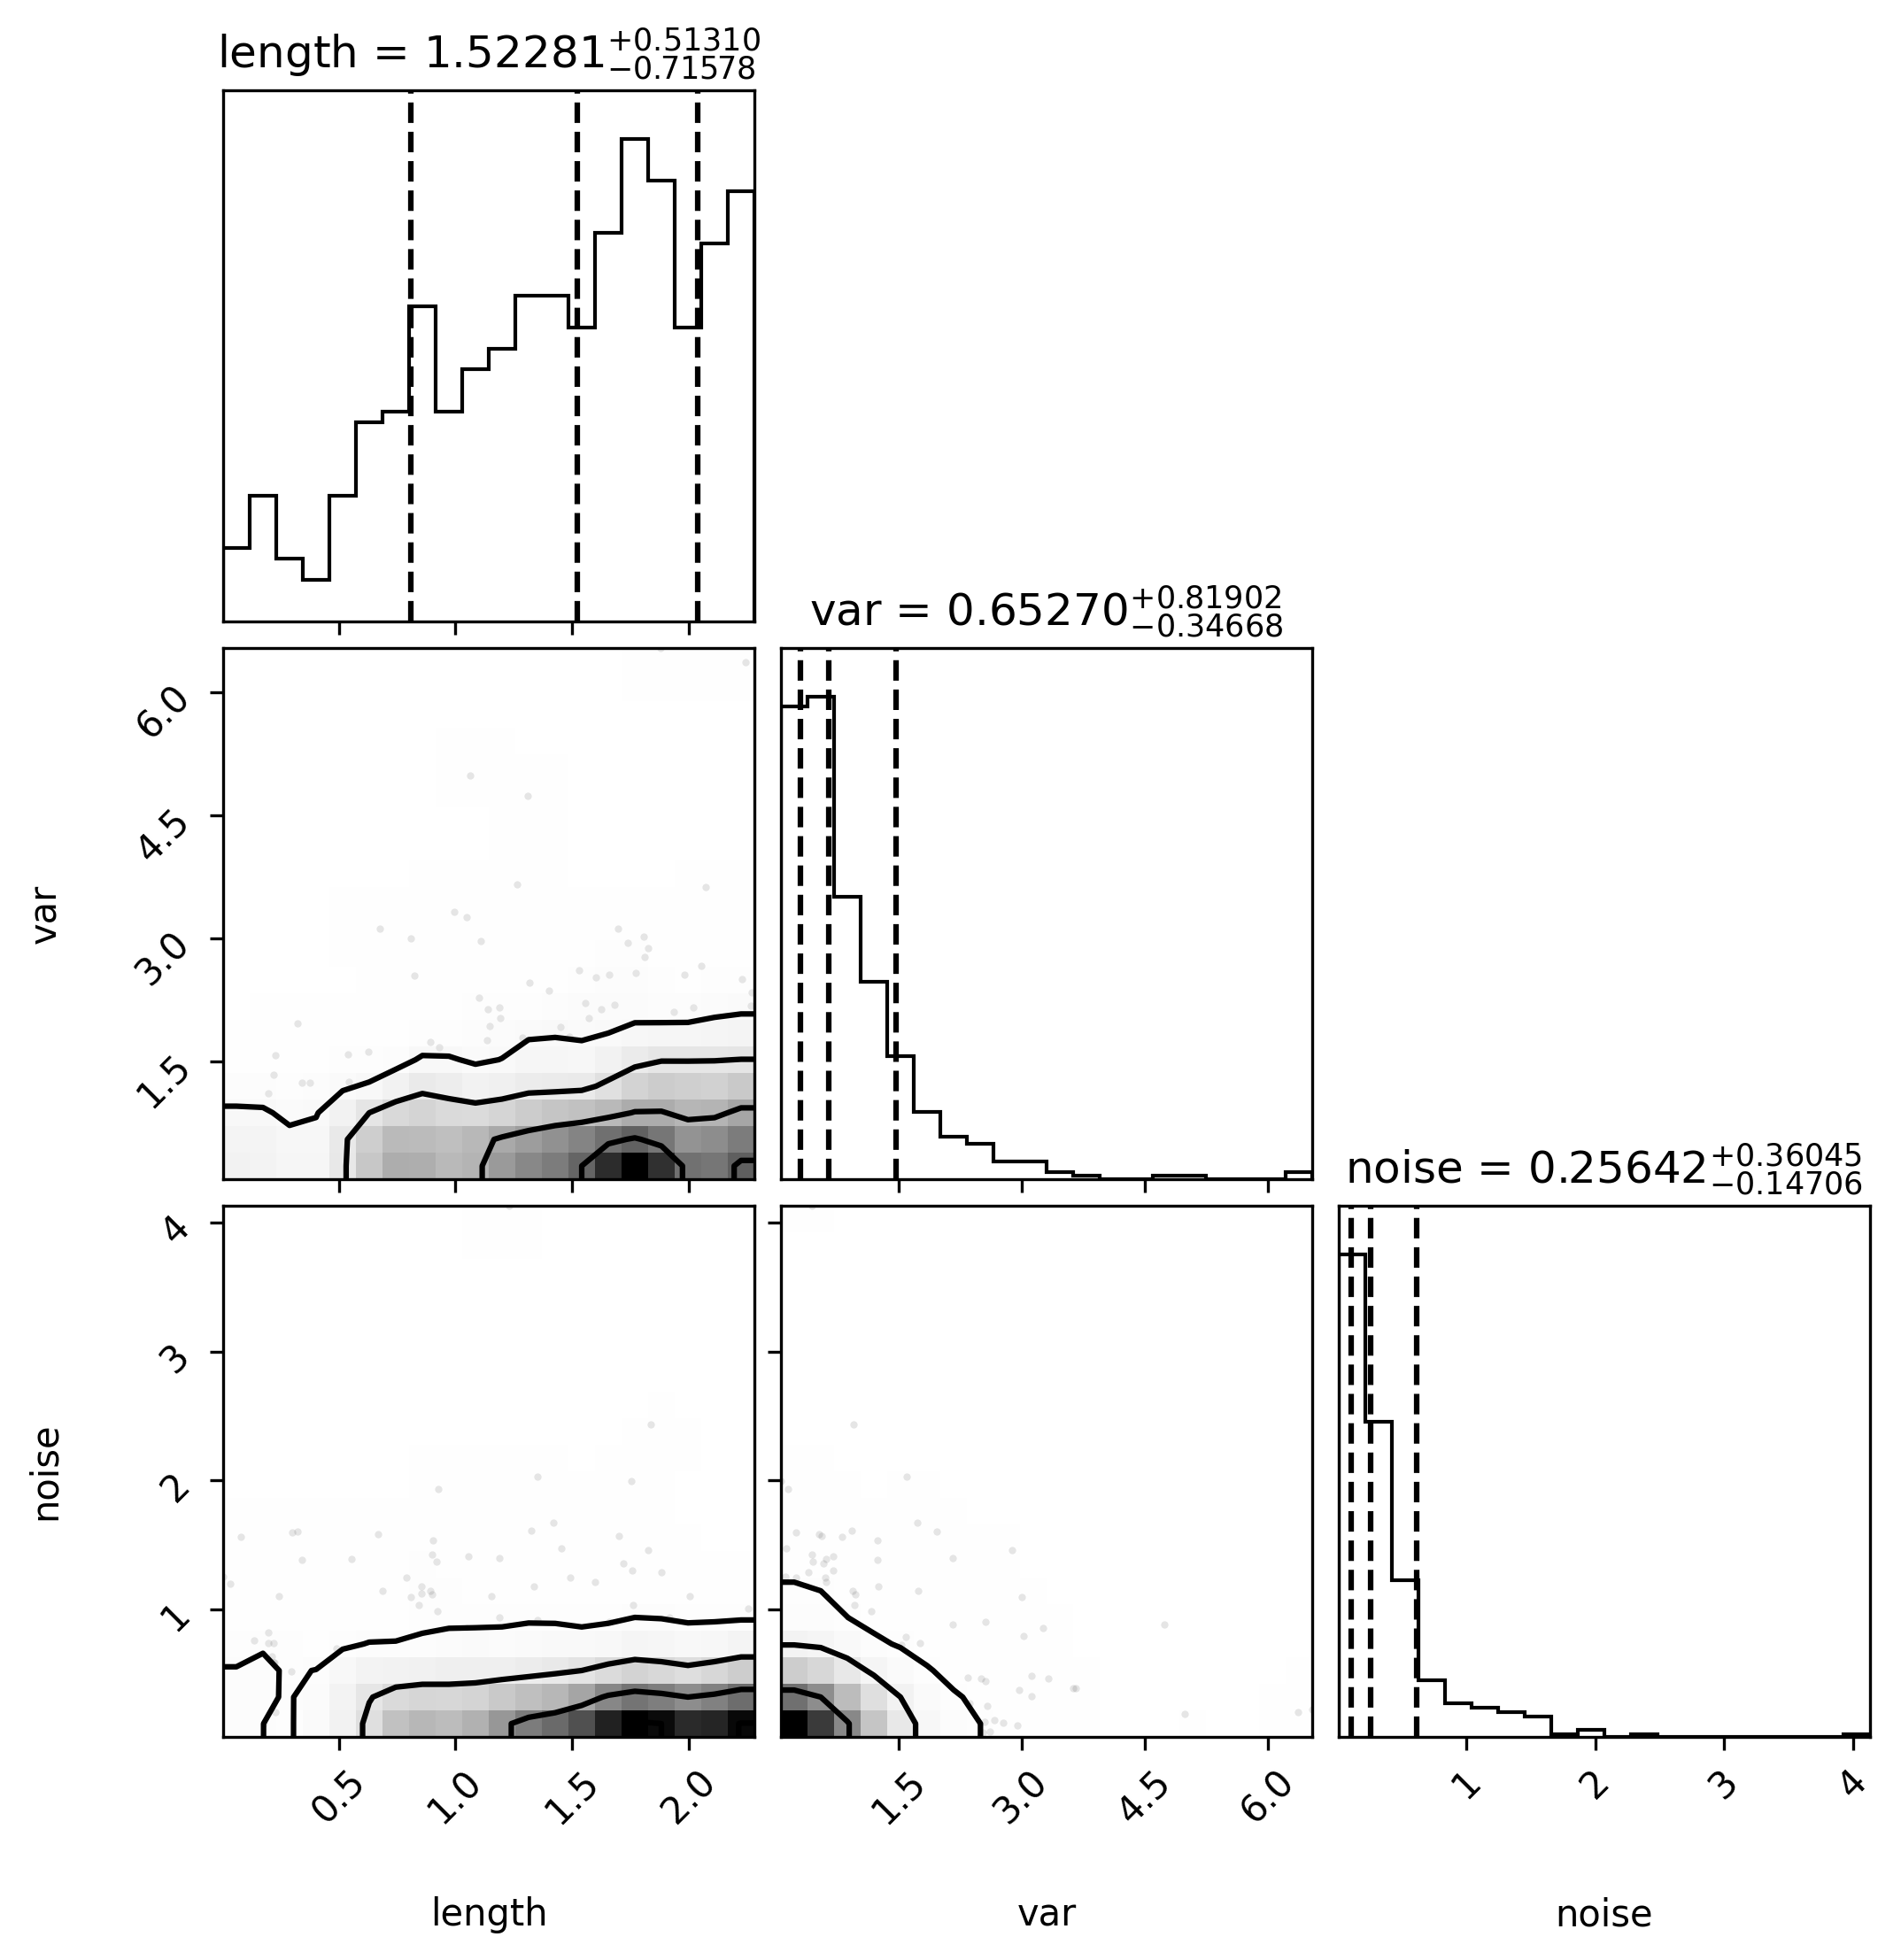 length = 1.52281+0.51310−0.71578
var = 0.65270+0.81902−0.34668
6.0
4.5
3.0
1.5
var
noise = 0.25642+0.36045−0.14706
4
3
2
1
noise
0.5 1.0 1.5 2.0 1.5 3.0 4.5 6.0 1 2 3 4
length var noise